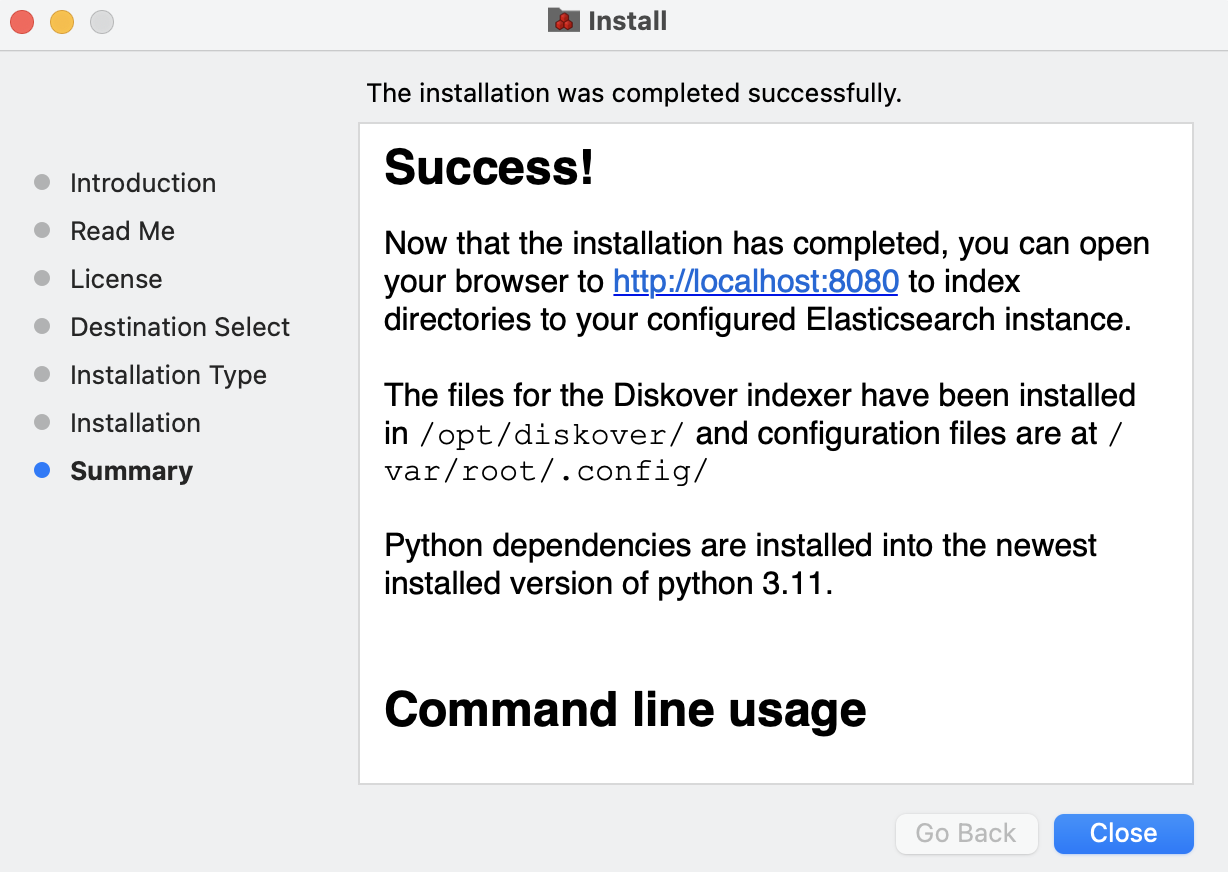 Install
The installation was completed successfully.
Introduction
Read Me
License
Destination Select
Installation Type
Installation
Summary
Success!
Now that the installation has completed, you can open
your browser to http://localhost:8080 to index
directories to your configured Elasticsearch instance.
The files for the Diskover indexer have been installed
in /opt/diskover/ and configuration files are at /
var/root/.config/
Python dependencies are installed into the newest
installed version of python 3.11.
Command line usage
Go Back
Close